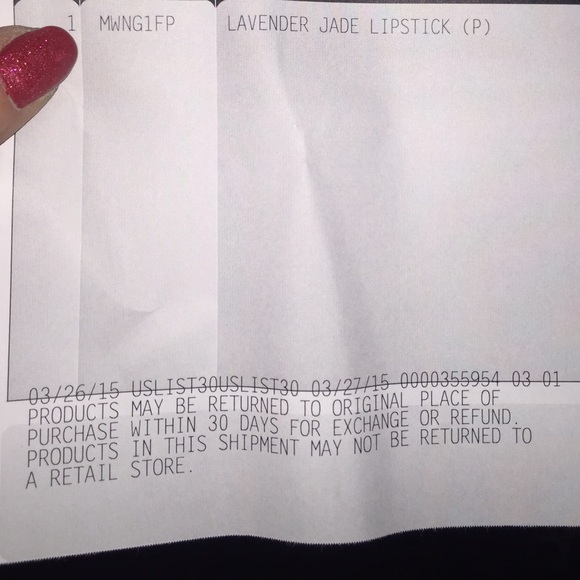 1 MWNG1FP LAVENDER JADE LIPSTICK (P)
03/26/15 USLIST30USLIST30 03/27/15 0000355954 03 01
PRODUCTS MAY BE RETURNED TO ORIGINAL PLACE OF
PURCHASE WITHIN 30 DAYS FOR EXCHANGE OR REFUND.
PRODUCTS IN THIS SHIPMENT MAY NOT BE RETURNED TO
A RETAIL STORE.